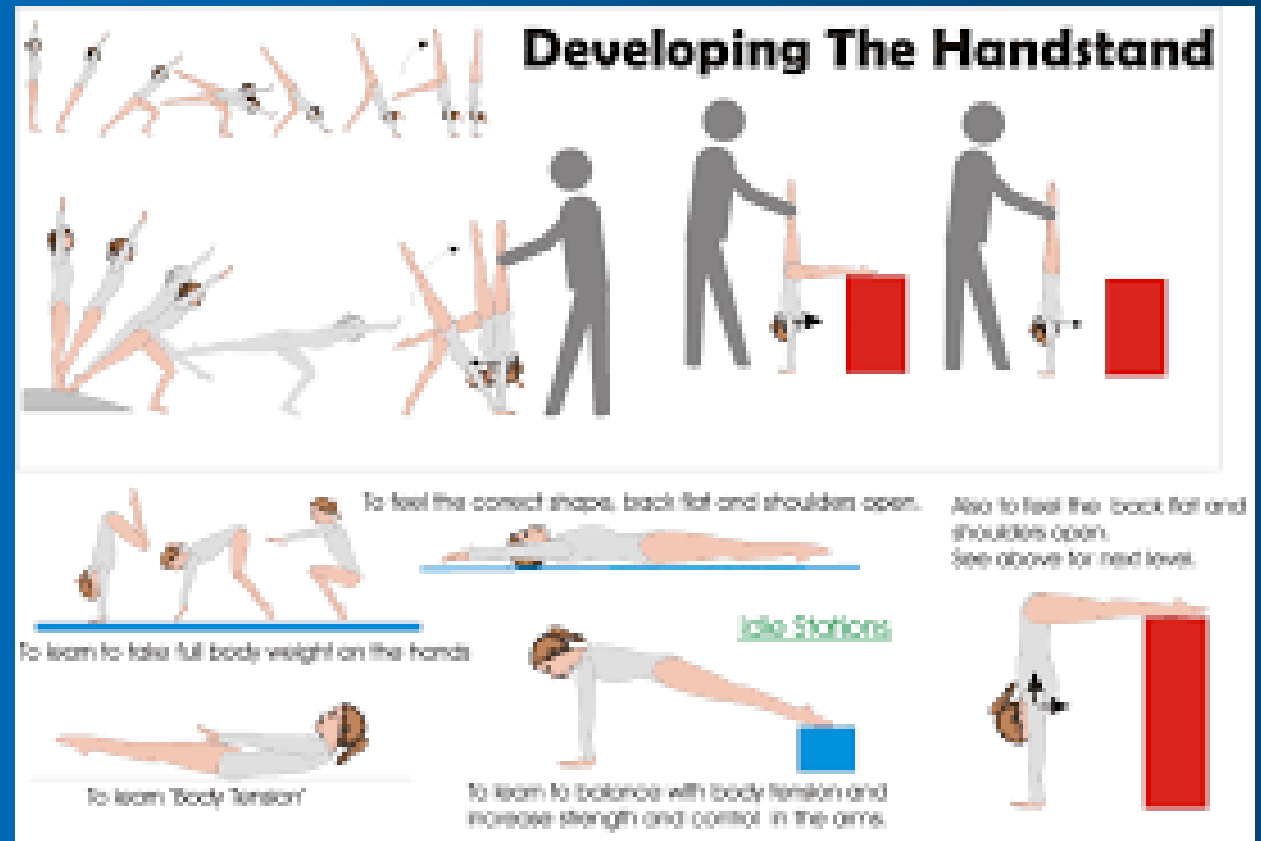 Developing The Handstand
To feel the correct shape, back flat and shoulders open.
Also to feel the back flat and
shoulders open.
See above for next level.
Idle Stations
To learn to take full body weight on the hands
To learn 'Body Tension'
To learn to balance with body tension and
increase strength and control in the arms.